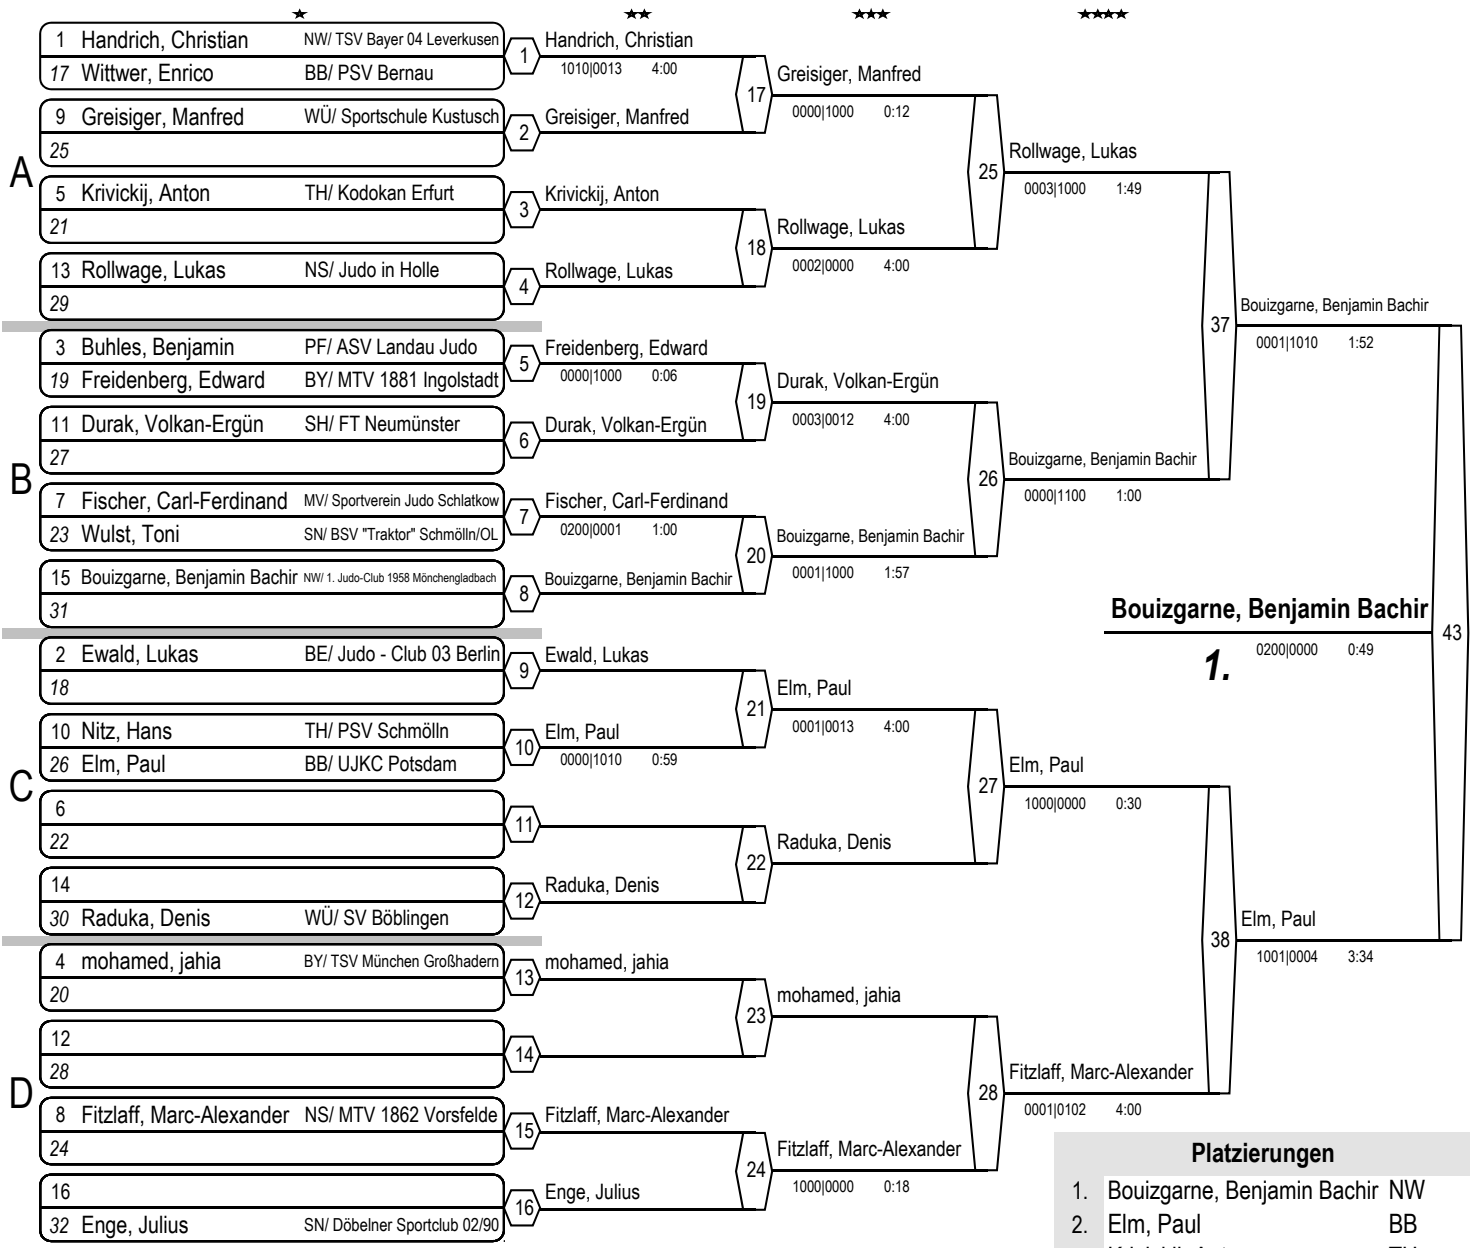 ★ ★★ ★★★ ★★★★
A
1 Handrich, Christian NW/ TSV Bayer 04 Leverkusen
17 Wittwer, Enrico BB/ PSV Bernau
9 Greisiger, Manfred WÜ/ Sportschule Kustusch
25
5 Krivickij, Anton TH/ Kodokan Erfurt
21
13 Rollwage, Lukas NS/ Judo in Holle
29
B
3 Buhles, Benjamin PF/ ASV Landau Judo
19 Freidenberg, Edward BY/ MTV 1881 Ingolstadt
11 Durak, Volkan-Ergün SH/ FT Neumünster
27
7 Fischer, Carl-Ferdinand MV/ Sportverein Judo Schlatkow
23 Wulst, Toni SN/ BSV "Traktor" Schmölln/OL
15 Bouizgarne, Benjamin Bachir NW/ 1. Judo-Club 1958 Mönchengladbach
31
C
2 Ewald, Lukas BE/ Judo - Club 03 Berlin
18
10 Nitz, Hans TH/ PSV Schmölln
26 Elm, Paul BB/ UJKC Potsdam
6
22
14
30 Raduka, Denis WÜ/ SV Böblingen
D
4 mohamed, jahia BY/ TSV München Großhadern
20
12
28
8 Fitzlaff, Marc-Alexander NS/ MTV 1862 Vorsfelde
24
16
32 Enge, Julius SN/ Döbelner Sportclub 02/90
1 Handrich, Christian
1010|0013 4:00
2 Greisiger, Manfred
3 Krivickij, Anton
4 Rollwage, Lukas
5 Freidenberg, Edward
0000|1000 0:06
6 Durak, Volkan-Ergün
7 Fischer, Carl-Ferdinand
0200|0001 1:00
8 Bouizgarne, Benjamin Bachir
9 Ewald, Lukas
10 Elm, Paul
0000|1010 0:59
11
12 Raduka, Denis
13 mohamed, jahia
14
15 Fitzlaff, Marc-Alexander
16 Enge, Julius
17 Greisiger, Manfred
0000|1000 0:12
18 Rollwage, Lukas
0002|0000 4:00
19 Durak, Volkan-Ergün
0003|0012 4:00
20 Bouizgarne, Benjamin Bachir
0001|1000 1:57
21 Elm, Paul
0001|0013 4:00
22 Raduka, Denis
23 mohamed, jahia
24 Fitzlaff, Marc-Alexander
1000|0000 0:18
25 Rollwage, Lukas
0003|1000 1:49
26 Bouizgarne, Benjamin Bachir
0000|1100 1:00
27 Elm, Paul
1000|0000 0:30
28 Fitzlaff, Marc-Alexander
0001|0102 4:00
37 Bouizgarne, Benjamin Bachir
0001|1010 1:52
38 Elm, Paul
1001|0004 3:34
Bouizgarne, Benjamin Bachir 43
1. 0200|0000 0:49
Platzierungen
1. Bouizgarne, Benjamin Bachir NW
2. Elm, Paul BB